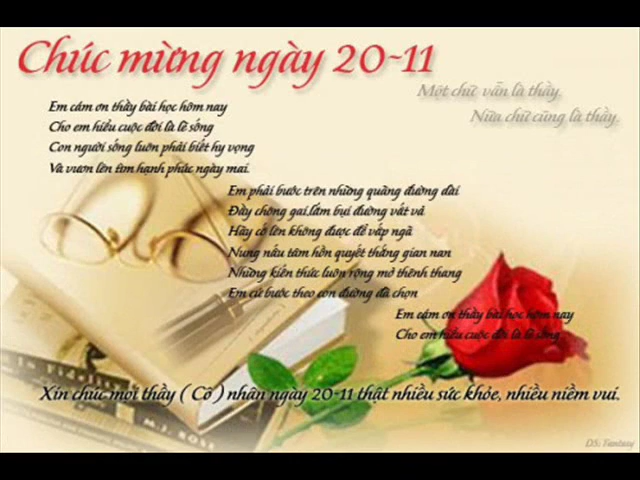 Chúc mừng ngày 20-11
Một chữ vẫn là thầy.
Nửa chữ cũng là thầy.
Em cám ơn thầy bài học hôm nay
Cho em hiểu cuộc đời là lẽ sống
Con người sống luôn phải biết hy vọng
Và vươn lên tìm hạnh phúc ngày mai.
Em phải bước trên những quãng đường dài
Đầy chông gai,lấm bụi đường vất vả
Hãy cố lên không được để vấp ngã
Nung nấu tâm hồn quyết thắng gian nan
Những kiến thức luôn rộng mở thênh thang
Em cứ bước theo con đường đã chọn
Em cám ơn thầy bài học hôm nay
Cho em hiểu cuộc đời là lẽ sống
Xin chúc mọi thầy ( Cô ) nhân ngày 20-11 thật nhiều sức khỏe, nhiều niềm vui.
DS: Fantasy